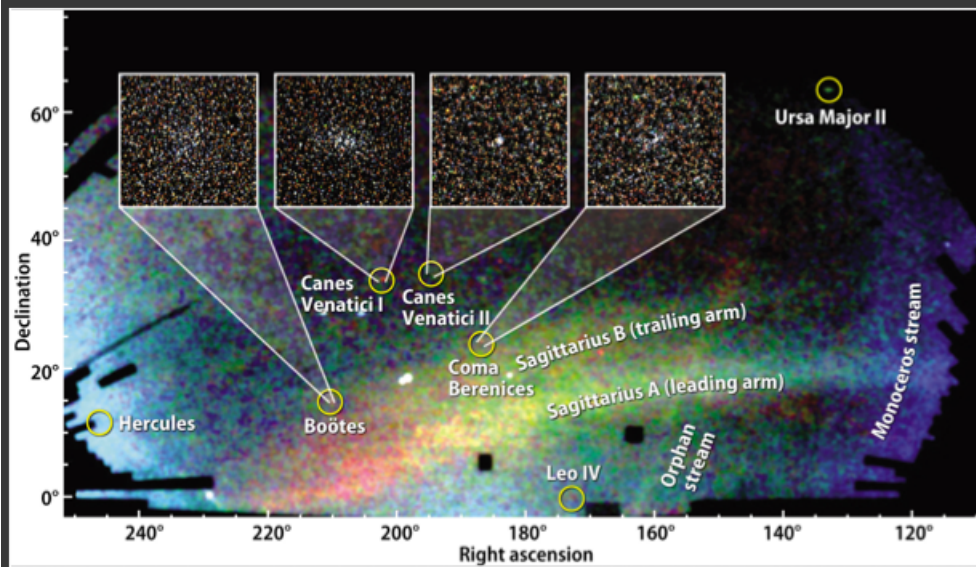 60°
40°
20°
0°
Declination
Ursa Major II
Canes
Venatici I
Canes
Venatici II
Coma
Berenices
Sagittarius B (trailing arm)
Sagittarius A (leading arm)
Monoceros stream
Hercules
Boötes
Leo IV
Orphan
stream
240° 220° 200° 180° 160° 140° 120°
Right ascension